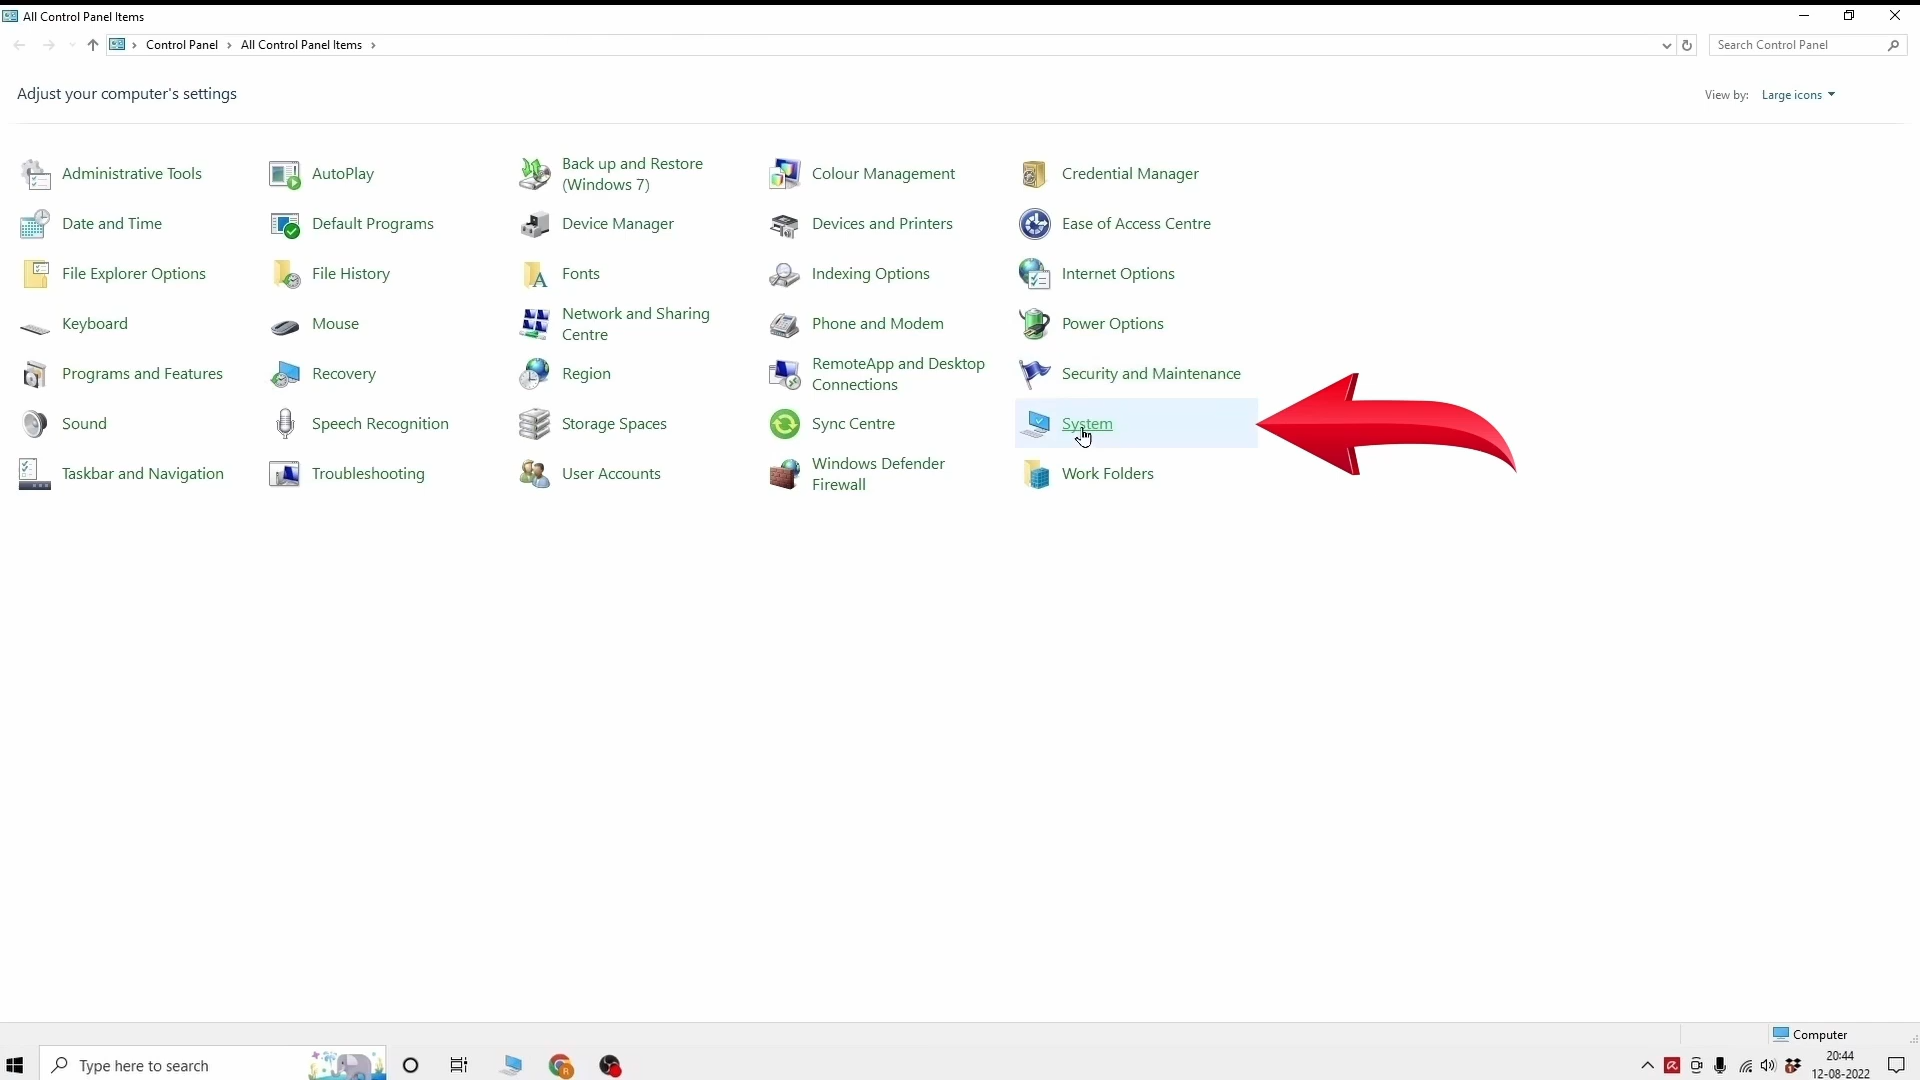 All Control Panel Items
Control Panel > All Control Panel Items >
Search Control Panel
Adjust your computer's settings
View by: Large icons
Administrative Tools
AutoPlay
Back up and Restore
(Windows 7)
Colour Management
Credential Manager
Date and Time
Default Programs
Device Manager
Devices and Printers
Ease of Access Centre
File Explorer Options
File History
Fonts
Indexing Options
Internet Options
Keyboard
Mouse
Network and Sharing
Centre
Phone and Modem
Power Options
Programs and Features
Recovery
Region
RemoteApp and Desktop
Connections
Security and Maintenance
Sound
Speech Recognition
Storage Spaces
Sync Centre
System
Taskbar and Navigation
Troubleshooting
User Accounts
Windows Defender
Firewall
Work Folders
Computer
Type here to search
20:44
12-08-2022